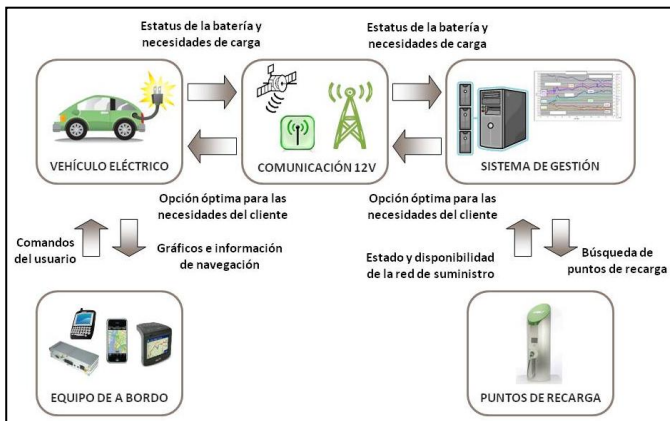 Estatus de la batería y
necesidades de carga
Estatus de la batería y
necesidades de carga
VEHÍCULO ELÉCTRICO
COMUNICACIÓN 12V
SISTEMA DE GESTIÓN
Opción óptima para las
necesidades del cliente
Opción óptima para las
necesidades del cliente
Comandos
del usuario
Gráficos e información
de navegación
Estado y disponibilidad
de la red de suministro
Búsqueda de
puntos de recarga
EQUIPO DE A BORDO
PUNTOS DE RECARGA